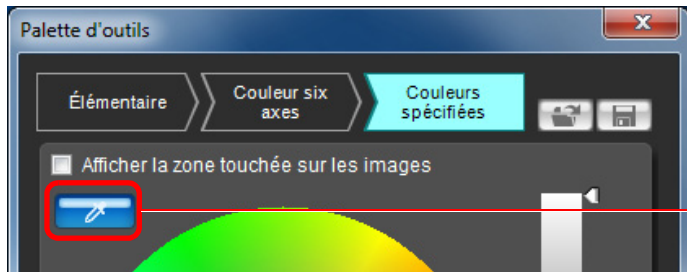 Palette d'outils
Élémentaire
Couleur six
axes
Couleurs
spécifiées
Afficher la zone touchée sur les images